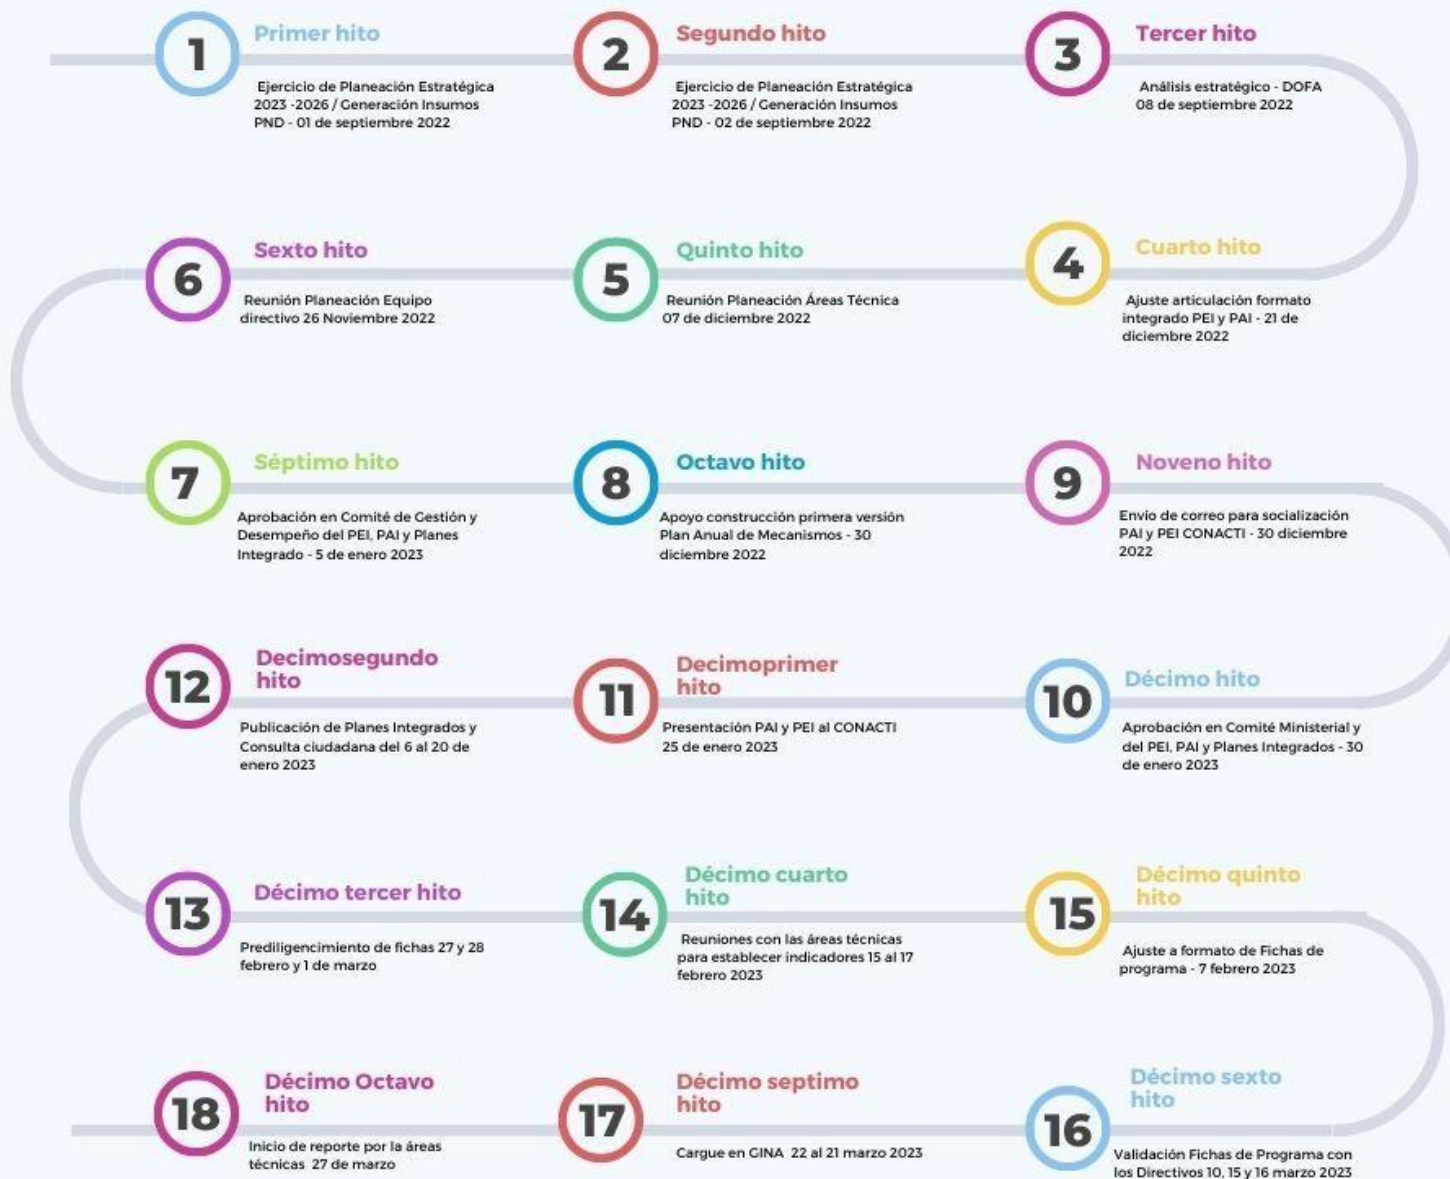 1
Primer hito
Ejercicio de Planeación Estratégica
2023 -2026 / Generación Insumos
PND - 01 de septiembre 2022
2
Segundo hito
Ejercicio de Planeación Estratégica
2023 -2026 / Generación Insumos
PND - 02 de septiembre 2022
3
Tercer hito
Análisis estratégico - DOFA
08 de septiembre 2022
4
Cuarto hito
Ajuste articulación formato
integrado PEI y PAI - 21 de
diciembre 2022
5
Quinto hito
Reunión Planeación Áreas Técnica
07 de diciembre 2022
6
Sexto hito
Reunión Planeación Equipo
directivo 26 Noviembre 2022
7
Séptimo hito
Aprobación en Comité de Gestión y
Desempeño del PEI, PAI y Planes
Integrado - 5 de enero 2023
8
Octavo hito
Apoyo construcción primera versión
Plan Anual de Mecanismos - 30
diciembre 2022
9
Noveno hito
Envio de correo para socialización
PAI y PEI CONACTI - 30 diciembre
2022
10
Décimo hito
Aprobación en Comité Ministerial y
del PEI, PAI y Planes Integrados - 30
de enero 2023
11
Decimoprimer
hito
Presentación PAI y PEI al CONACTI
25 de enero 2023
12
Decimosegundo
hito
Publicación de Planes Integrados y
Consulta ciudadana del 6 al 20 de
enero 2023
13
Décimo tercer hito
Prediligencimiento de fichas 27 y 28
febrero y 1 de marzo
14
Décimo cuarto
hito
Reuniones con las áreas técnicas
para establecer indicadores 15 al 17
febrero 2023
15
Décimo quinto
hito
Ajuste a formato de Fichas de
programa - 7 febrero 2023
16
Décimo sexto
hito
Validación Fichas de Programa con
los Directivos 10, 15 y 16 marzo 2023
17
Décimo septimo
hito
Cargue en GINA 22 al 21 marzo 2023
18
Décimo Octavo
hito
Inicio de reporte por la áreas
técnicas 27 de marzo